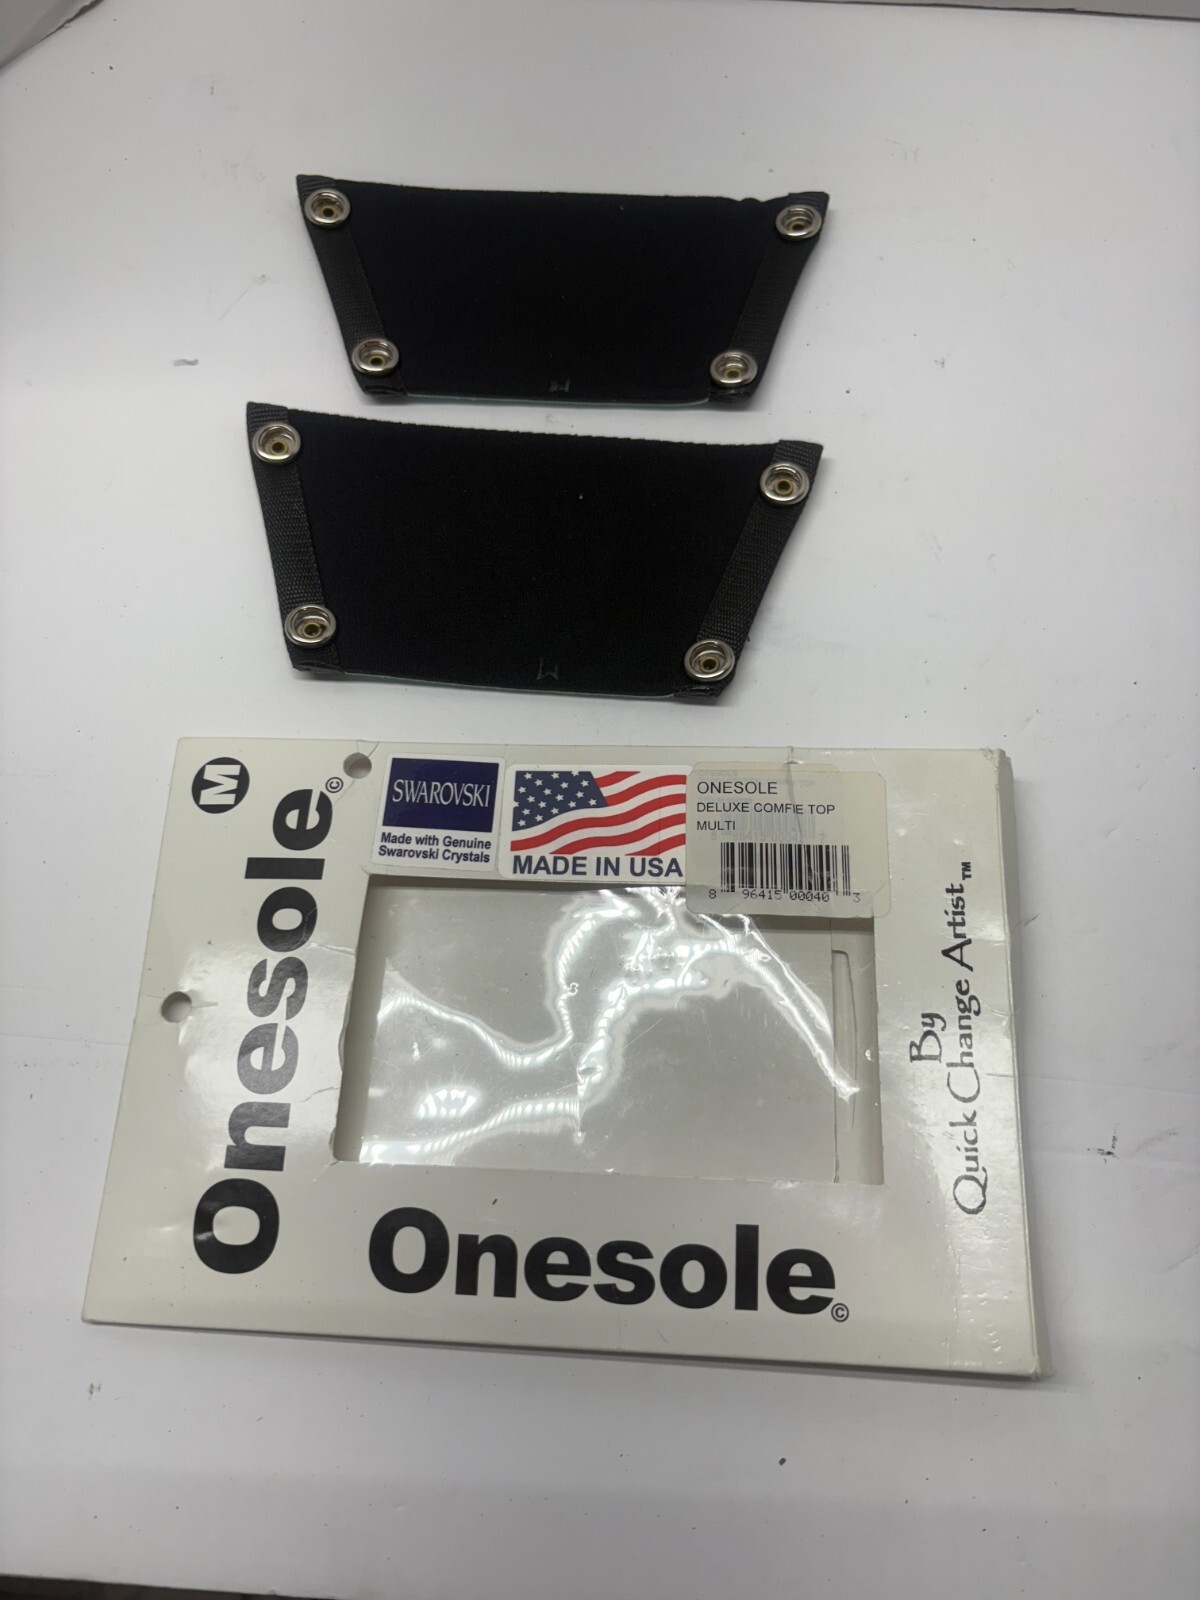 M
M
M
Onesole©
SWAROVSKI
Made with Genuine
Swarovski Crystals
MADE IN USA
ONESOLE
DELUXE COMFIE TOP
MULTI
8 96415 00040 3
By
Quick Change Artist™
Onesole©